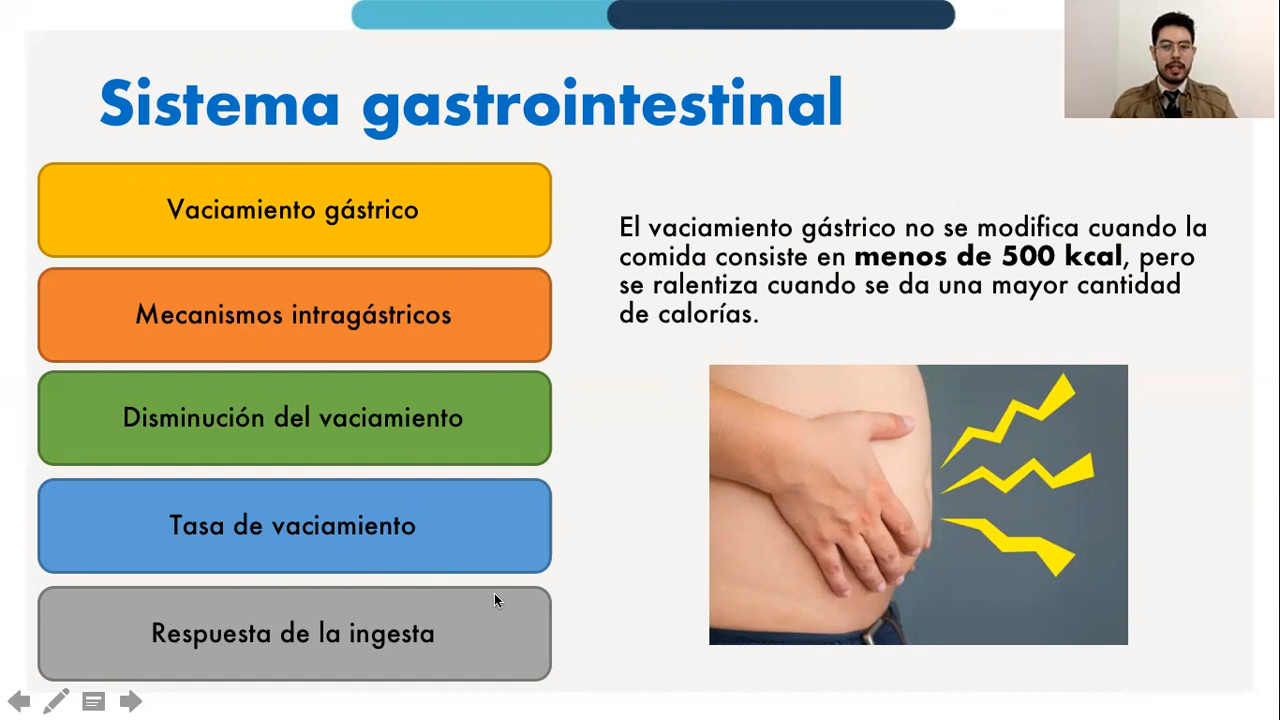 Sistema gastrointestinal
Vaciamiento gástrico
Mecanismos intragástricos
Disminución del vaciamiento
Tasa de vaciamiento
Respuesta de la ingesta
El vaciamiento gástrico no se modifica cuando la
comida consiste en menos de 500 kcal, pero
se ralentiza cuando se da una mayor cantidad
de calorías.